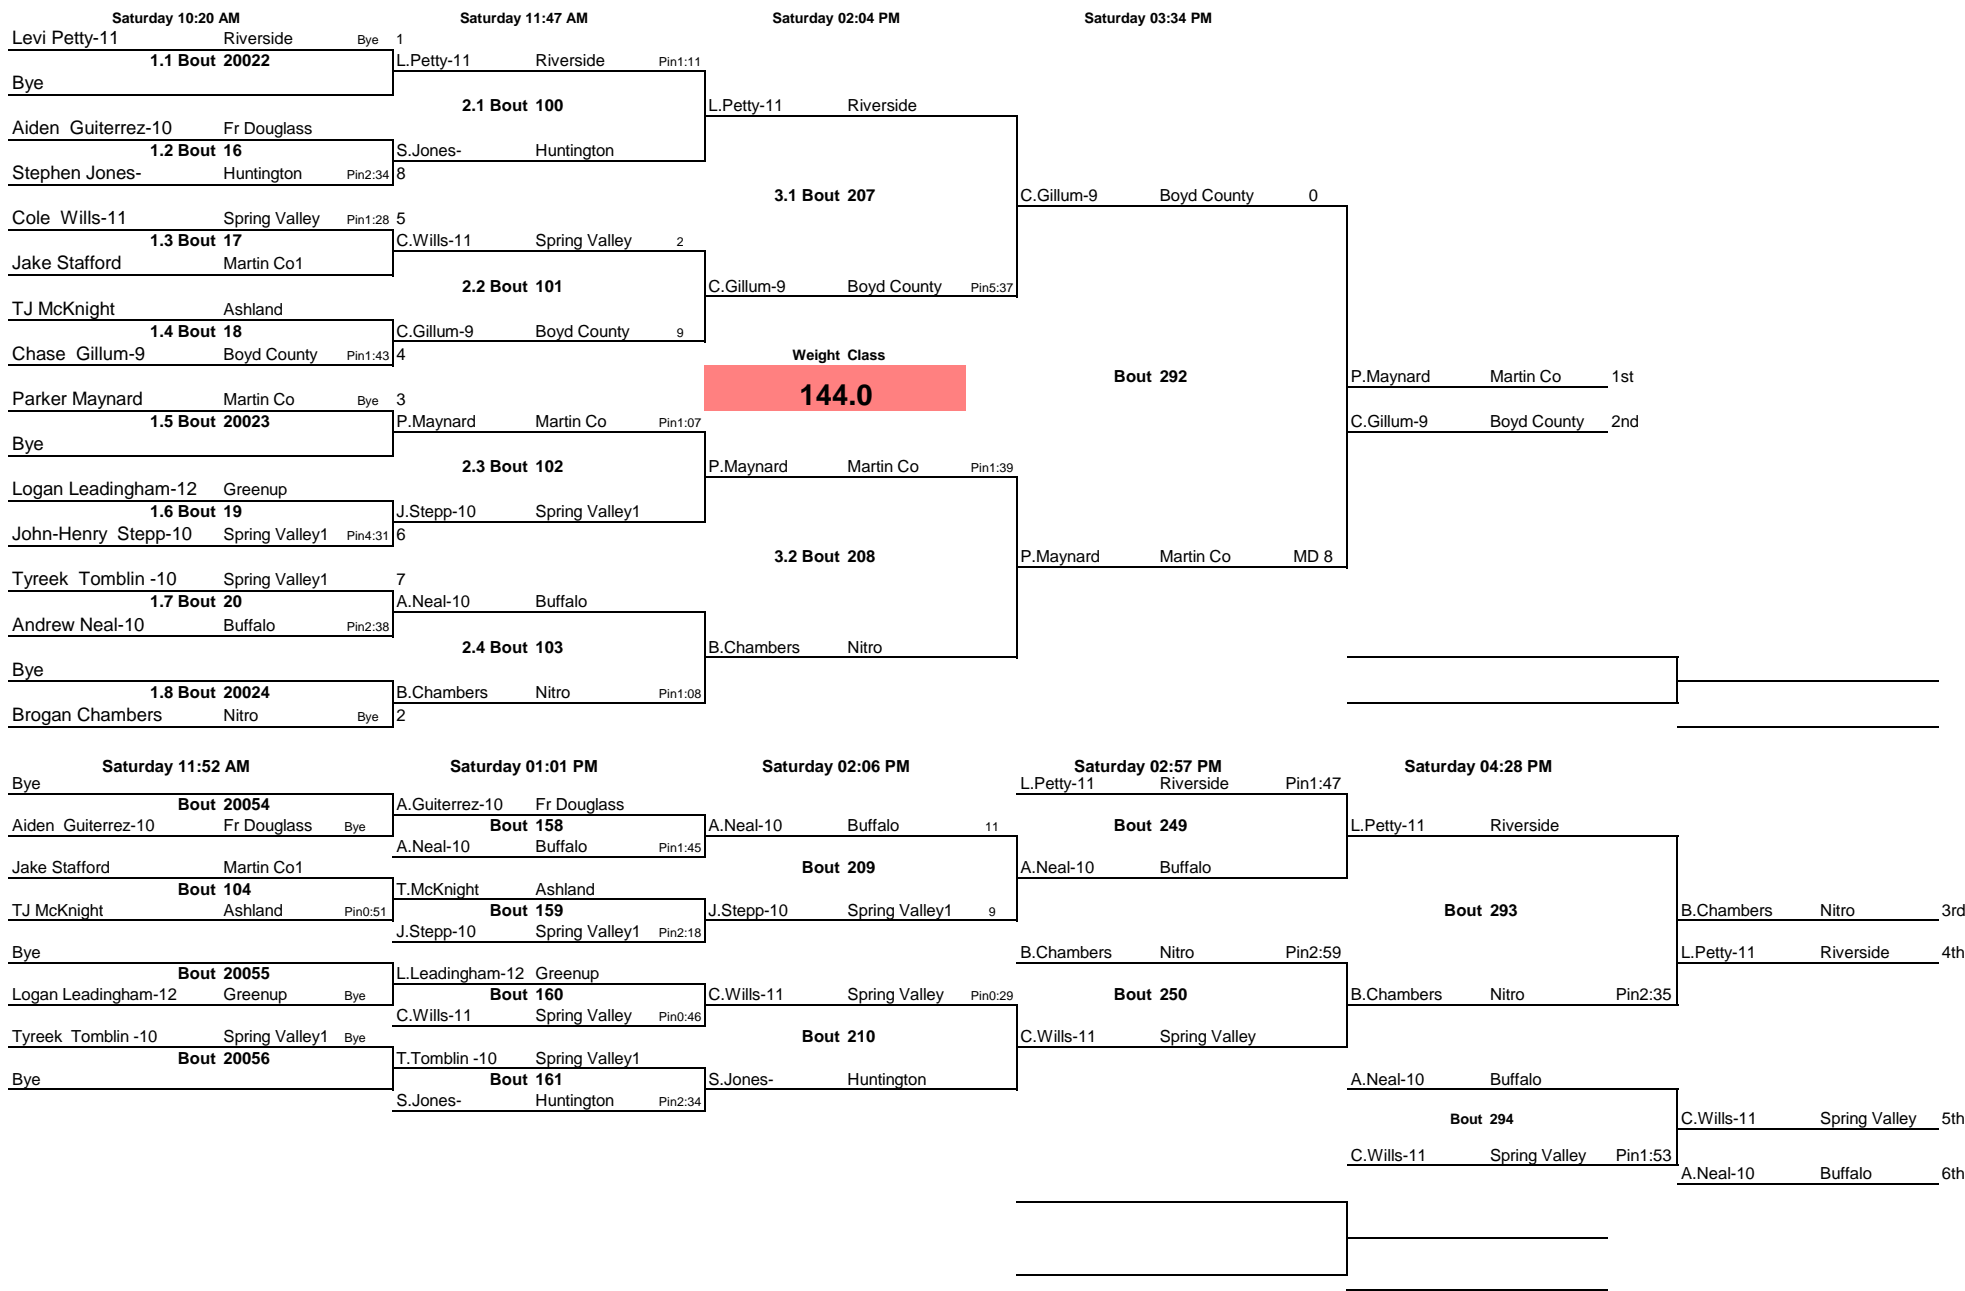 Saturday 10:20 AM Saturday 11:47 AM Saturday 02:04 PM Saturday 03:34 PM
Levi Petty-11 Riverside Bye 1
1.1 Bout 20022 L.Petty-11 Riverside Pin1:11
Bye
2.1 Bout 100 L.Petty-11 Riverside
Aiden Guiterrez-10 Fr Douglass
1.2 Bout 16 S.Jones- Huntington
Stephen Jones- Huntington Pin2:34 8
3.1 Bout 207 C.Gillum-9 Boyd County 0
Cole Wills-11 Spring Valley Pin1:28 5
1.3 Bout 17 C.Wills-11 Spring Valley 2
Jake Stafford Martin Co1
2.2 Bout 101 C.Gillum-9 Boyd County Pin5:37
TJ McKnight Ashland
1.4 Bout 18 C.Gillum-9 Boyd County 9
Chase Gillum-9 Boyd County Pin1:43 4 Weight Class
Bout 292 P.Maynard Martin Co 1st
144.0
Parker Maynard Martin Co Bye 3
1.5 Bout 20023 P.Maynard Martin Co Pin1:07 C.Gillum-9 Boyd County 2nd
Bye
2.3 Bout 102 P.Maynard Martin Co Pin1:39
Logan Leadingham-12 Greenup
1.6 Bout 19 J.Stepp-10 Spring Valley1
John-Henry Stepp-10 Spring Valley1 Pin4:31 6
3.2 Bout 208 P.Maynard Martin Co MD 8
Tyreek Tomblin -10 Spring Valley1 7
1.7 Bout 20 A.Neal-10 Buffalo
Andrew Neal-10 Buffalo Pin2:38
2.4 Bout 103 B.Chambers Nitro
Bye
1.8 Bout 20024 B.Chambers Nitro Pin1:08
Brogan Chambers Nitro Bye 2
Saturday 11:52 AM Saturday 01:01 PM Saturday 02:06 PM Saturday 02:57 PM Saturday 04:28 PM
Bye L.Petty-11 Riverside Pin1:47
Bout 20054 A.Guiterrez-10 Fr Douglass
Aiden Guiterrez-10 Fr Douglass Bye Bout 158 A.Neal-10 Buffalo 11 Bout 249 L.Petty-11 Riverside
A.Neal-10 Buffalo Pin1:45
Jake Stafford Martin Co1 Bout 209 A.Neal-10 Buffalo
Bout 104 T.McKnight Ashland
TJ McKnight Ashland Pin0:51 Bout 159 J.Stepp-10 Spring Valley1 9 Bout 293 B.Chambers Nitro 3rd
J.Stepp-10 Spring Valley1 Pin2:18
Bye B.Chambers Nitro Pin2:59 L.Petty-11 Riverside 4th
Bout 20055 L.Leadingham-12 Greenup
Logan Leadingham-12 Greenup Bye Bout 160 C.Wills-11 Spring Valley Pin0:29 Bout 250 B.Chambers Nitro Pin2:35
C.Wills-11 Spring Valley Pin0:46
Tyreek Tomblin -10 Spring Valley1 Bye Bout 210 C.Wills-11 Spring Valley
Bout 20056 T.Tomblin -10 Spring Valley1
Bye Bout 161 S.Jones- Huntington A.Neal-10 Buffalo
S.Jones- Huntington Pin2:34
Bout 294 C.Wills-11 Spring Valley 5th
C.Wills-11 Spring Valley Pin1:53
A.Neal-10 Buffalo 6th